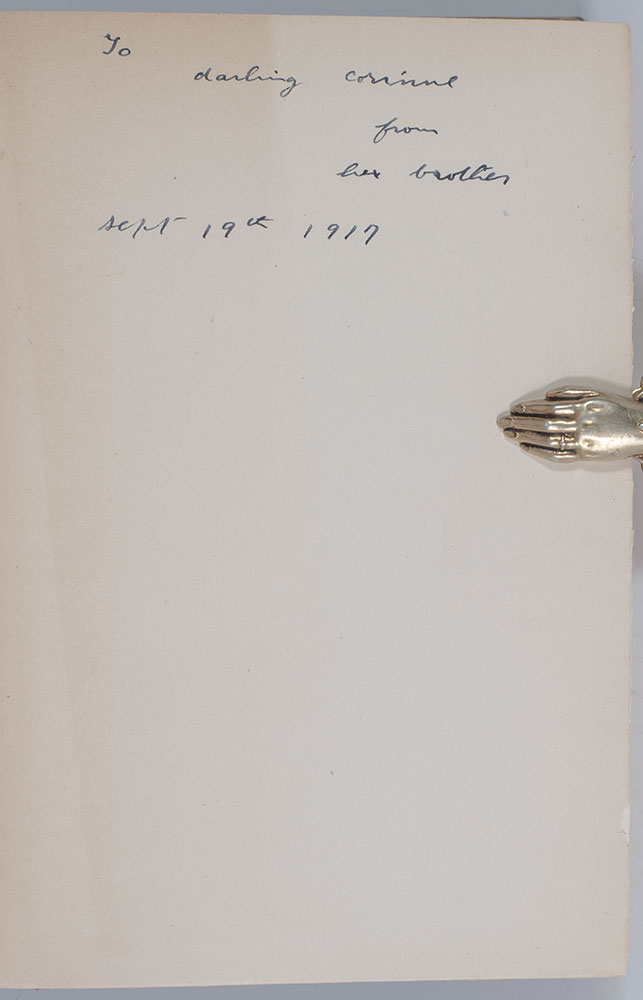 To
darling Corinne
from
her brother
Sept 19th 1917